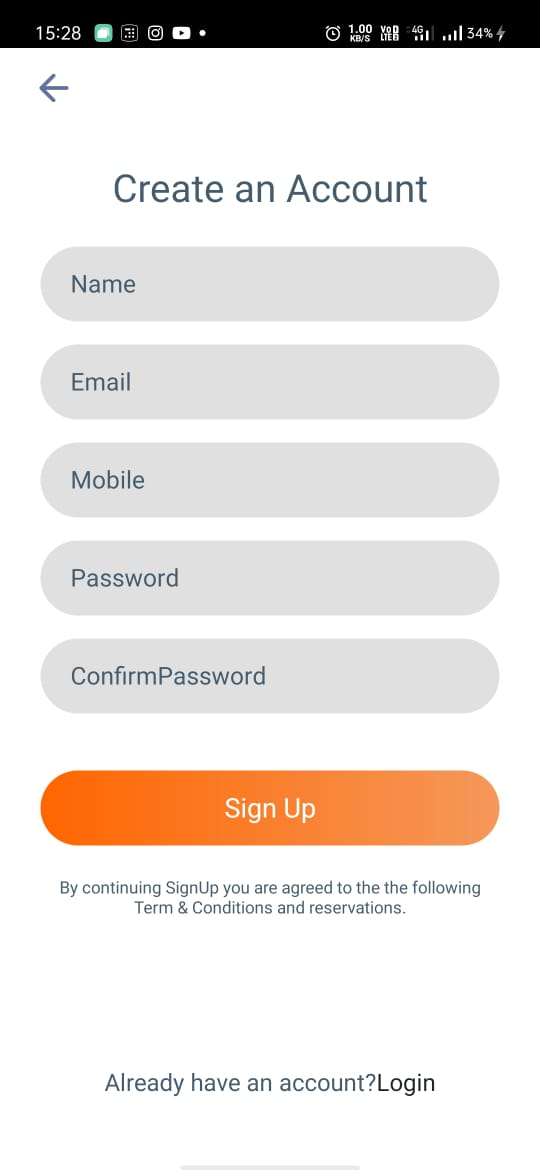 15:28 1.00 KB/S 4G 34%
Create an Account
Name
Email
Mobile
Password
ConfirmPassword
Sign Up
By continuing SignUp you are agreed to the the following
Term & Conditions and reservations.
Already have an account?Login